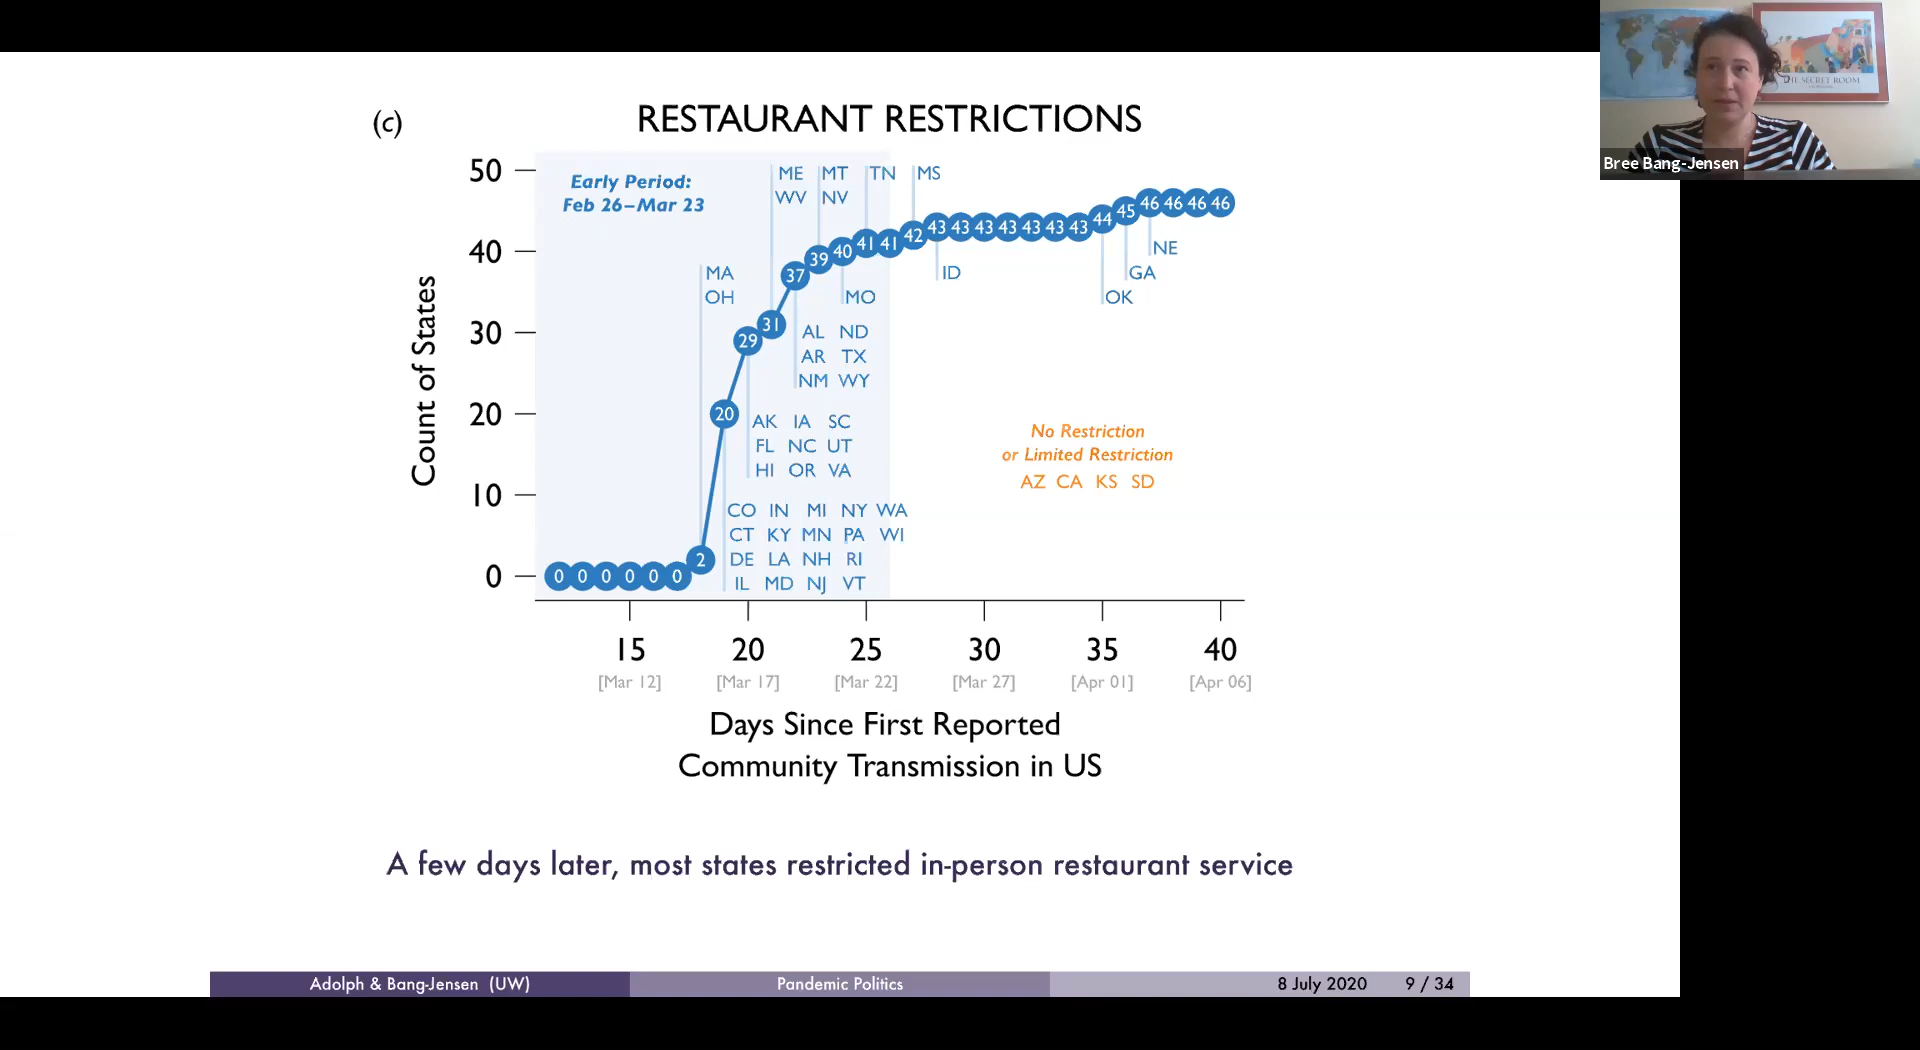 (c)
RESTAURANT RESTRICTIONS
Early Period:
Feb 26–Mar 23
Count of States
50
40
30
20
10
0
ME
WV
MT
NV
TN
MS
MA
OH
0 0 0 0 0 0 2 20 29 31 37 39 40 41 41 42 43 43 43 43 43 43 43 44 45 46 46 46 46
NE
GA
OK
ID
MO
AL ND
AR TX
NM WY
AK IA SC
FL NC UT
HI OR VA
CO IN MI NY WA
CT KY MN PA WI
DE LA NH RI
IL MD NJ VT
No Restriction
or Limited Restriction
AZ CA KS SD
15 20 25 30 35 40
[Mar 12] [Mar 17] [Mar 22] [Mar 27] [Apr 01] [Apr 06]
Days Since First Reported
Community Transmission in US
A few days later, most states restricted in-person restaurant service
Adolph & Bang-Jensen (UW) Pandemic Politics 8 July 2020 9 / 34
THE SECRET ROOM
Bree Bang-Jensen